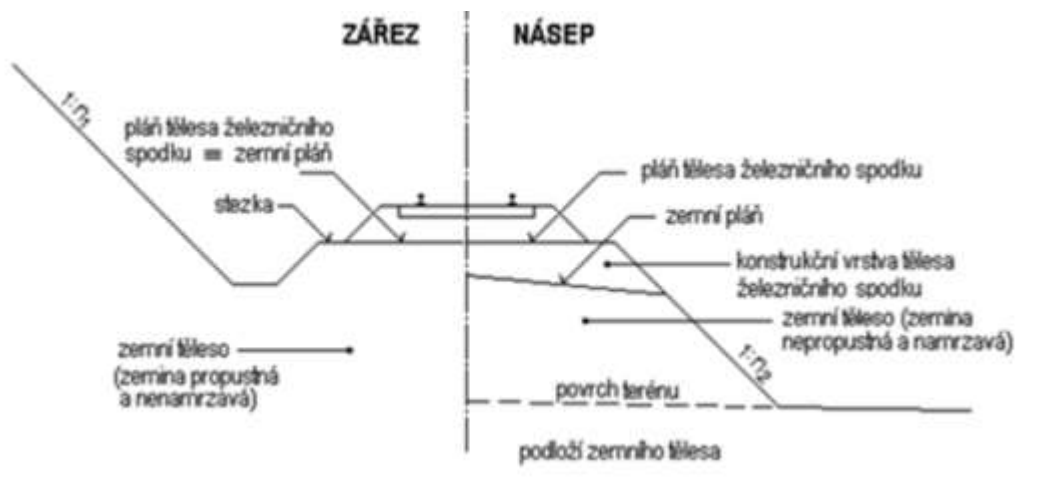 ZÁŘEZ NÁSEP
1:n1
pláň tělesa železničního
spodku ≡ zemní pláň
stezka
pláň tělesa železničního spodku
zemní pláň
konstrukční vrstva tělesa
železničního spodku
zemní těleso (zemina
nepropustná a namrzavá)
zemní těleso
(zemina propustná
a nenamrzavá)
1:n2
povrch terénu
podloží zemního tělesa